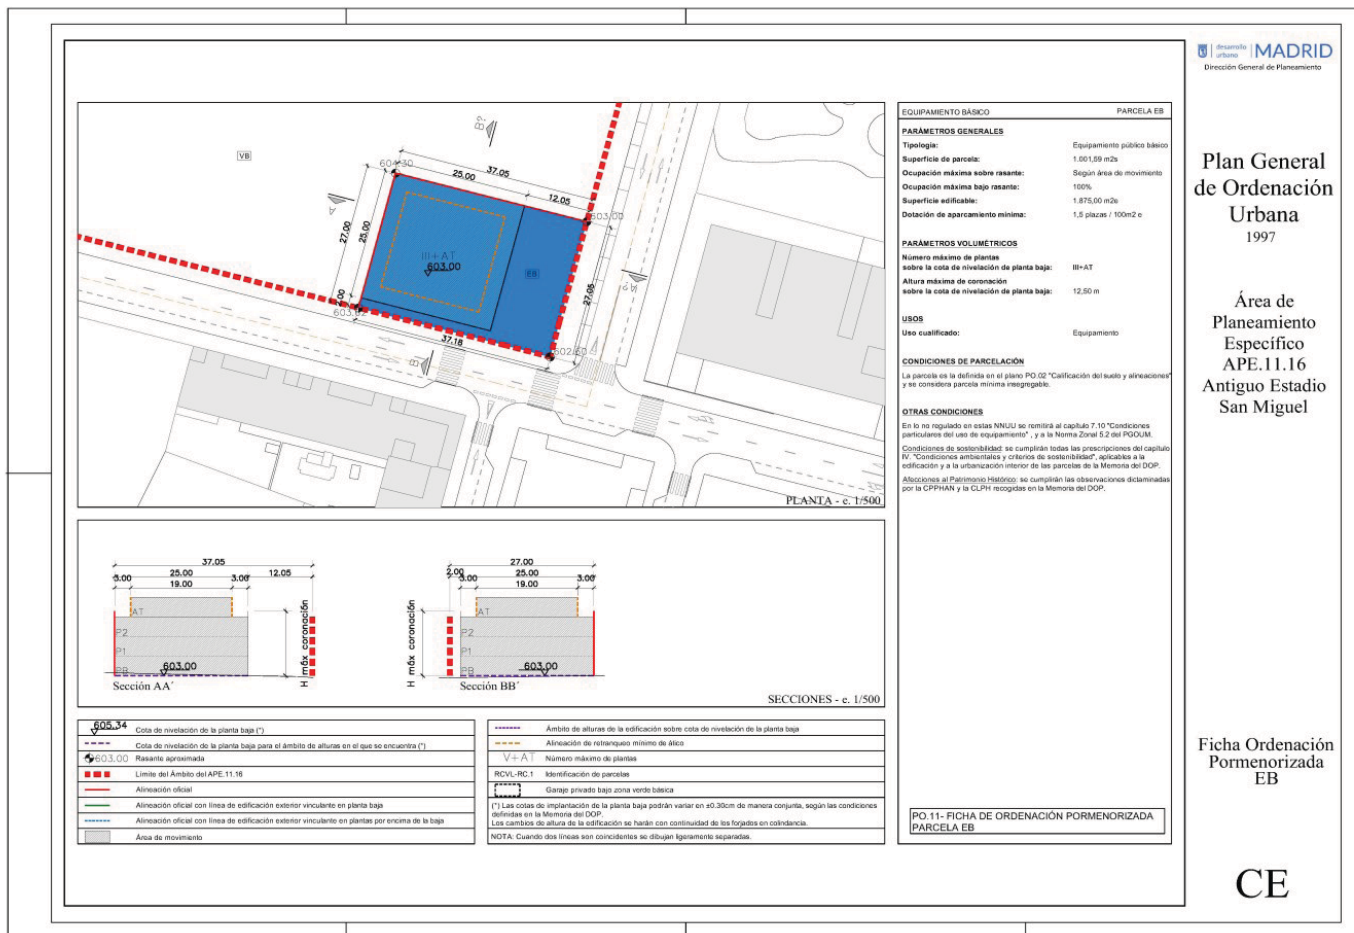 desarrollo
urbano
MADRID
Dirección General de Planeamiento
Plan General
de Ordenación
Urbana
1997
Área de
Planeamiento
Específico
APE.11.16
Antiguo Estadio
San Miguel
Ficha Ordenación
Pormenorizada
EB
CE
VB
B?
604.30
37.05
25.00
12.05
603.00
A
27.00
25.00
III+AT
603.00
EB
A?
27.05
2.00
603.82
37.18
602.50
B
PLANTA - e. 1/500
37.05
25.00
3.00
3.00
12.05
19.00
AT
P2
P1
PB
603.00
H máx coronación
Sección AA´
27.00
2.00
25.00
3.00
3.00
19.00
AT
P2
P1
PB
603.00
H máx coronación
Sección BB´
SECCIONES - e. 1/500
605.34
Cota de nivelación de la planta baja (*)
Cota de nivelación de la planta baja para el ámbito de alturas en el que se encuentra (*)
603.00 Rasante aproximada
Límite del Ámbito del APE.11.16
Alineación oficial
Alineación oficial con línea de edificación exterior vinculante en planta baja
Alineación oficial con línea de edificación exterior vinculante en plantas por encima de la baja
Área de movimiento
Ámbito de alturas de la edificación sobre cota de nivelación de la planta baja
Alineación de retranqueo mínimo de ático
V+AT Número máximo de plantas
RCVL-RC.1 Identificación de parcelas
Garaje privado bajo zona verde básica
(*) Las cotas de implantación de la planta baja podrán variar en ±0.30cm de manera conjunta, según las condiciones
definidas en la Memoria del DOP.
Los cambios de altura de la edificación se harán con continuidad de los forjados en colindancia.
NOTA: Cuando dos líneas son coincidentes se dibujan ligeramente separadas.
EQUIPAMIENTO BÁSICO PARCELA EB
PARÁMETROS GENERALES
Tipología: Equipamiento público básico
Superficie de parcela: 1.001,59 m2s
Ocupación máxima sobre rasante: Según área de movimiento
Ocupación máxima bajo rasante: 100%
Superficie edificable: 1.875,00 m2e
Dotación de aparcamiento mínima: 1,5 plazas / 100m2 e
PARÁMETROS VOLUMÉTRICOS
Número máximo de plantas
sobre la cota de nivelación de planta baja: III+AT
Altura máxima de coronación
sobre la cota de nivelación de planta baja: 12,50 m
USOS
Uso cualificado: Equipamiento
CONDICIONES DE PARCELACIÓN
La parcela es la definida en el plano PO.02 "Calificación del suelo y alineaciones"
y se considera parcela mínima insegregable.
OTRAS CONDICIONES
En lo no regulado en estas NNUU se remitirá al capítulo 7.10 "Condiciones
particulares del uso de equipamiento" , y a la Norma Zonal 5.2 del PGOUM.
Condiciones de sostenibilidad: se cumplirán todas las prescripciones del capítulo
IV. "Condiciones ambientales y criterios de sostenibilidad", aplicables a la
edificación y a la urbanización interior de las parcelas de la Memoria del DOP.
Afecciones al Patrimonio Histórico: se cumplirán las observaciones dictaminadas
por la CPPHAN y la CLPH recogidas en la Memoria del DOP.
PO.11- FICHA DE ORDENACIÓN PORMENORIZADA
PARCELA EB